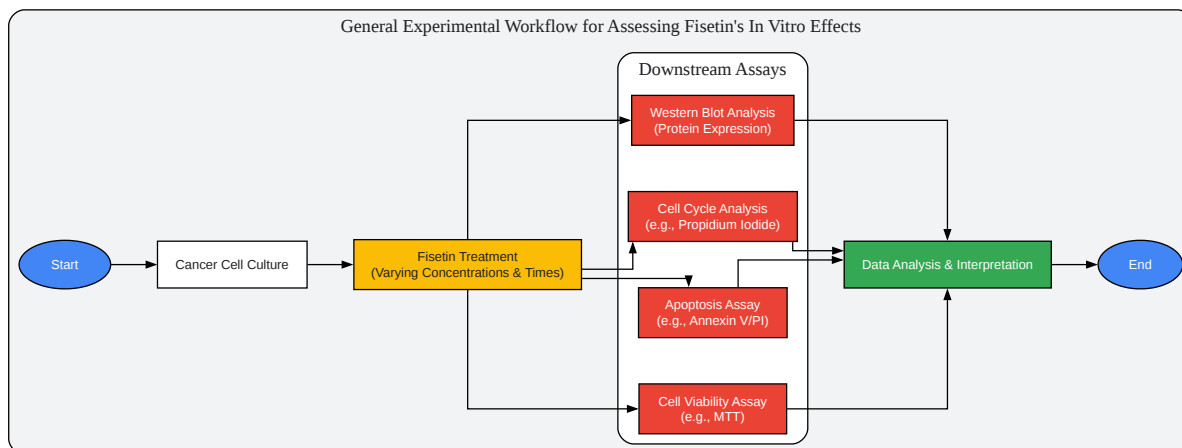 General Experimental Workflow for Assessing Fisetin's In Vitro Effects
Downstream Assays
Western Blot Analysis
(Protein Expression)
Cell Cycle Analysis
(e.g., Propidium Iodide)
Start
Cancer Cell Culture
Fisetin Treatment
(Varying Concentrations & Times)
Data Analysis & Interpretation
End
Apoptosis Assay
(e.g., Annexin V/PI)
Cell Viability Assay
(e.g., MTT)